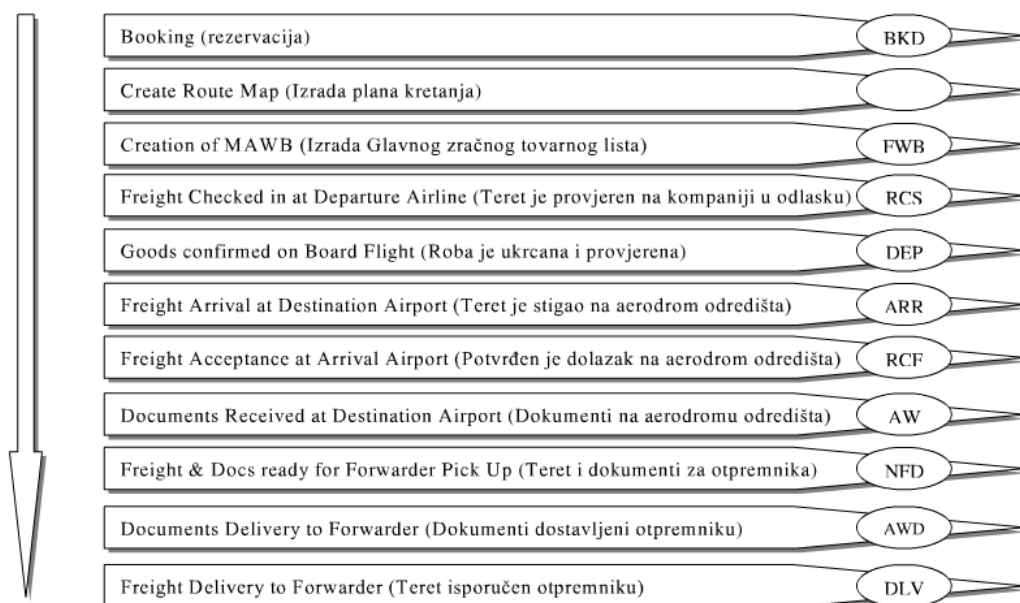 Booking (rezervacija) BKD
Create Route Map (Izrada plana kretanja)
Creation of MAWB (Izrada Glavnog zračnog tovarnog lista) FWB
Freight Checked in at Departure Airline (Teret je provjeren na kompaniji u odlasku) RCS
Goods confirmed on Board Flight (Roba je ukrcana i provjerena) DEP
Freight Arrival at Destination Airport (Teret je stigao na aerodrom odredišta) ARR
Freight Acceptance at Arrival Airport (Potvrđen je dolazak na aerodrom odredišta) RCF
Documents Received at Destination Airport (Dokumenti na aerodromu odredišta) AW
Freight & Docs ready for Forwarder Pick Up (Teret i dokumenti za otpremnika) NFD
Documents Delivery to Forwarder (Dokumenti dostavljeni otpremniku) AWD
Freight Delivery to Forwarder (Teret isporučen otpremniku) DLV